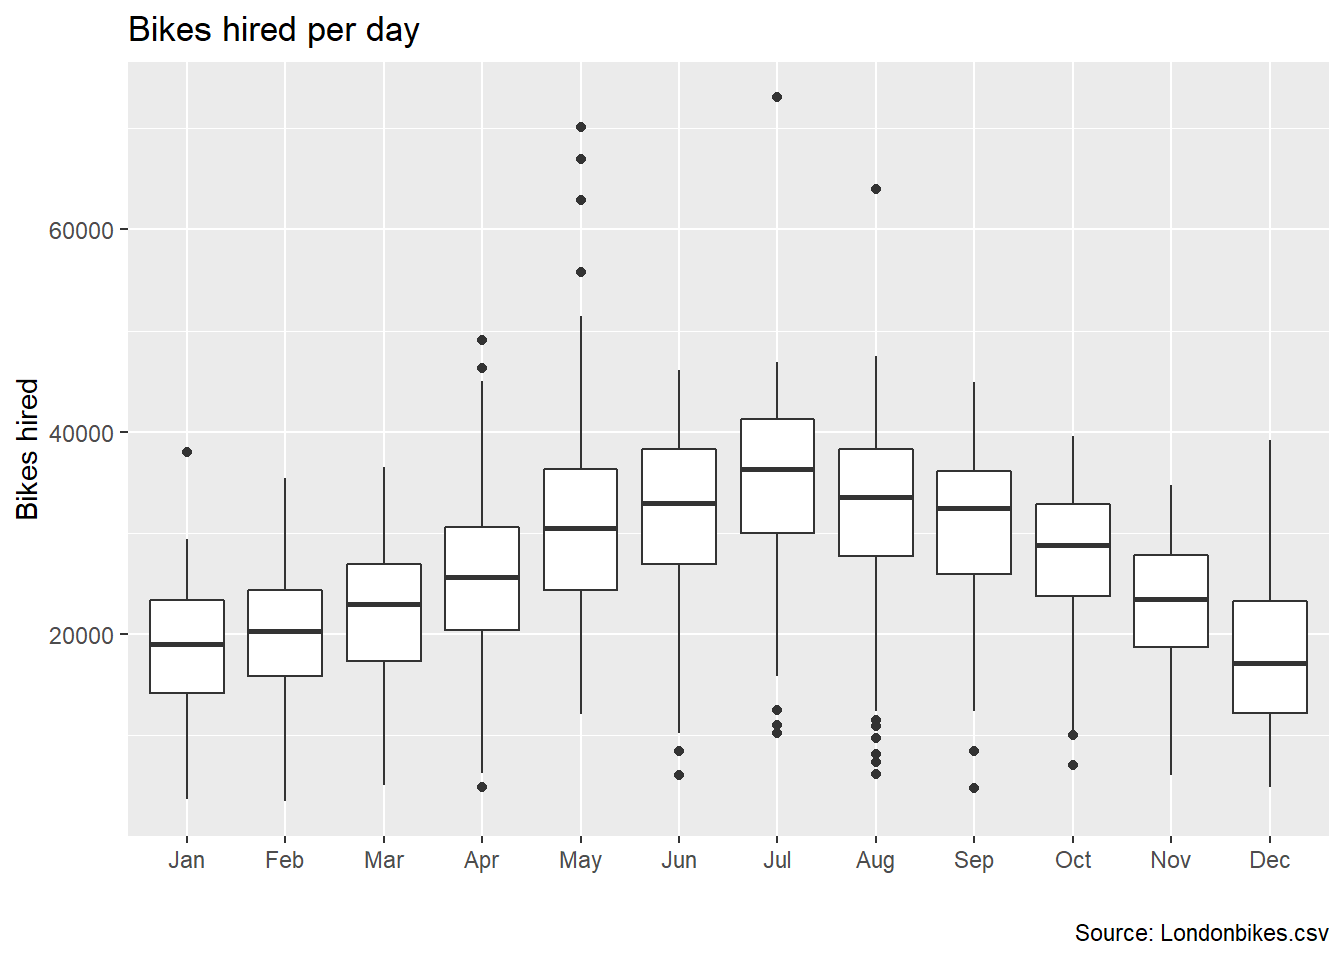 Bikes hired per day
Bikes hired
60000
40000
20000
Jan Feb Mar Apr May Jun Jul Aug Sep Oct Nov Dec
Source: Londonbikes.csv